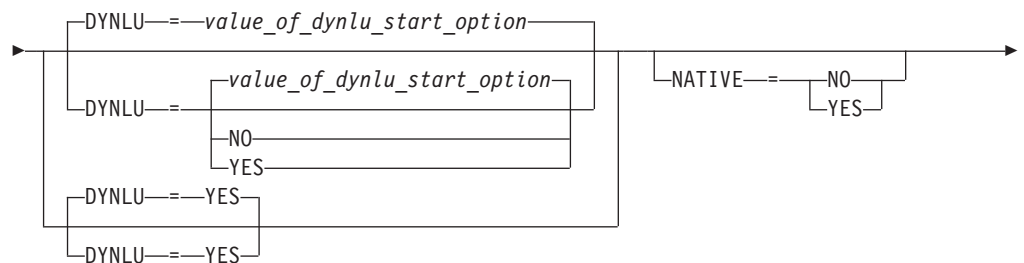 DYNLU = value_of_dynlu_start_option
value_of_dynlu_start_option
DYNLU =
NO
YES
NATIVE = NO
YES
DYNLU = YES
DYNLU = YES